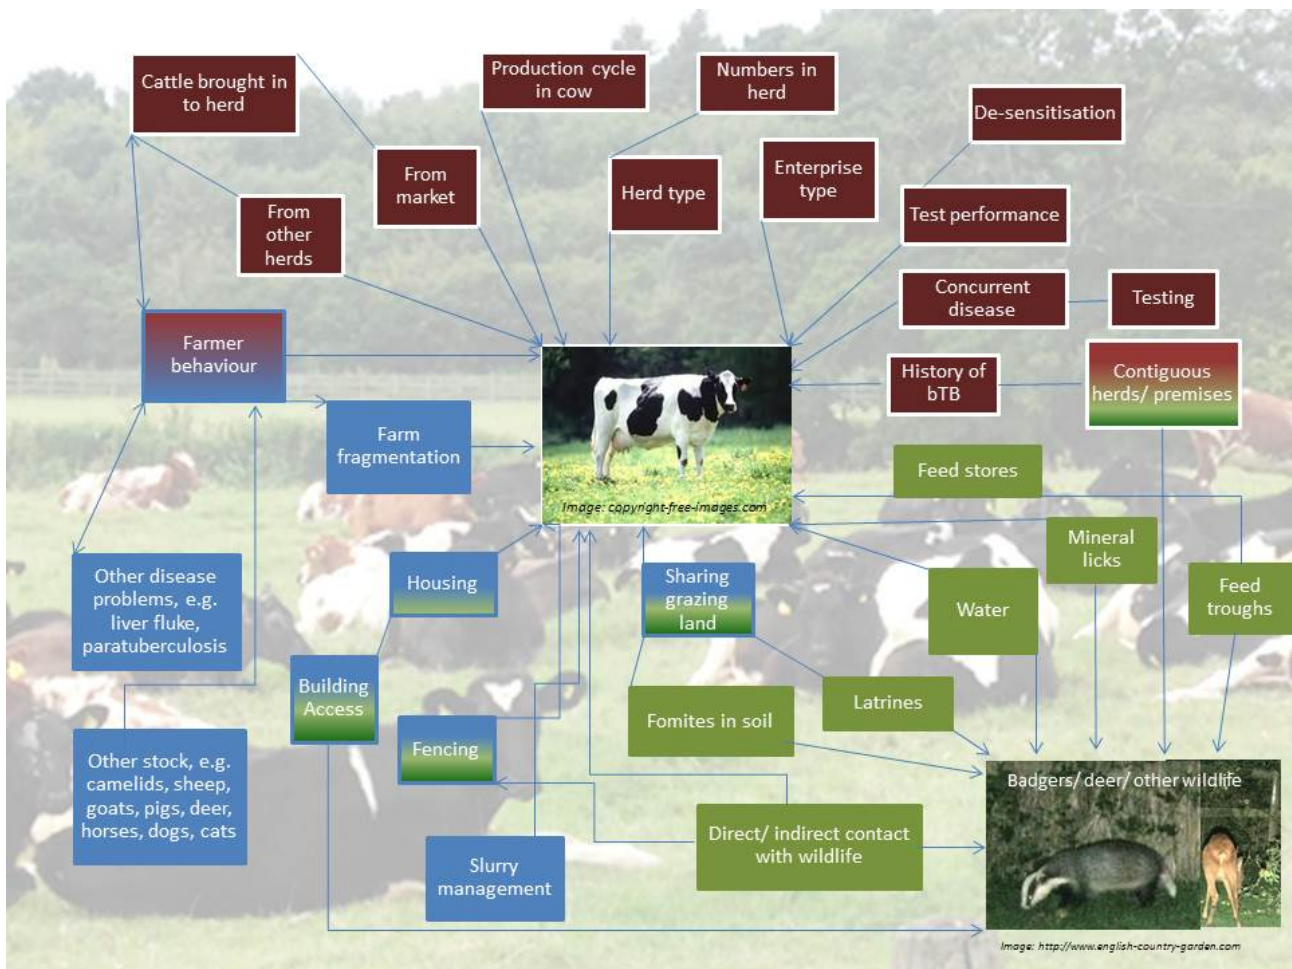 Cattle brought in
to herd
Production cycle
in cow
Numbers in
herd
De-sensitisation
From
market
Herd type
Enterprise
type
From
other
herds
Test performance
Concurrent
disease
Testing
Farmer
behaviour
History of
bTB
Contiguous
herds/ premises
Farm
fragmentation
Feed stores
Image: copyright-free-images.com
Mineral
licks
Other disease
problems, e.g.
liver fluke,
paratuberculosis
Housing
Sharing
grazing
land
Water
Feed
troughs
Building
Access
Latrines
Fomites in soil
Fencing
Other stock, e.g.
camelids, sheep,
goats, pigs, deer,
horses, dogs, cats
Badgers/ deer/ other wildlife
Direct/ indirect contact
with wildlife
Slurry
management
Image: http://www.english-country-garden.com